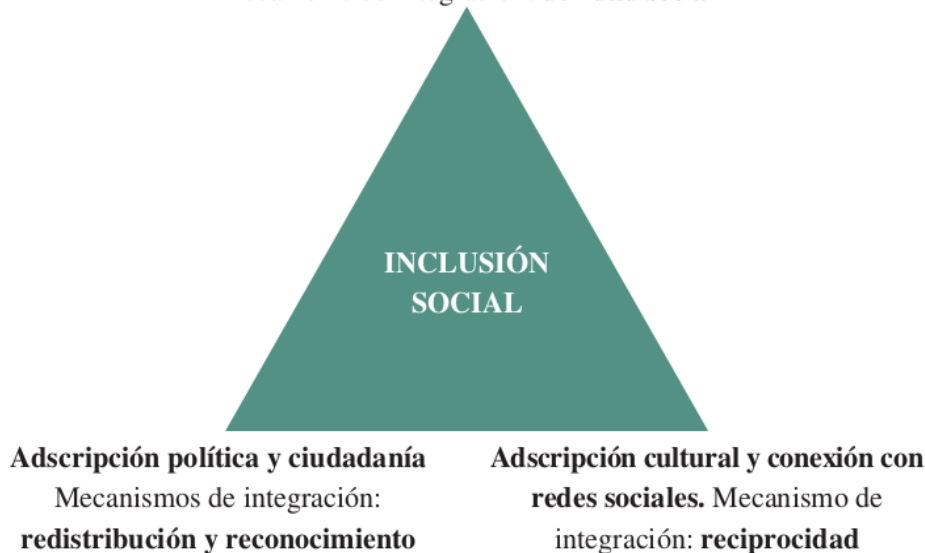 INCLUSIÓN
SOCIAL
Adscripción política y ciudadanía
Mecanismos de integración:
redistribución y reconocimiento
Adscripción cultural y conexión con
redes sociales. Mecanismo de
integración: reciprocidad